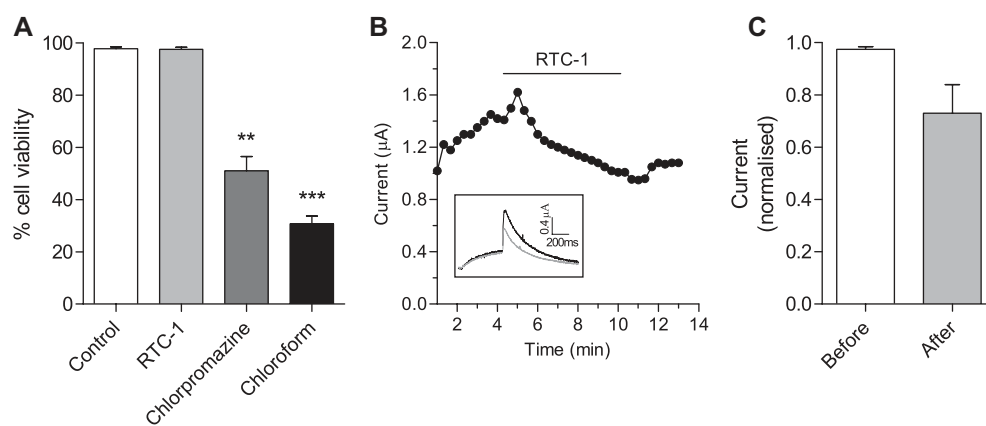 A
% cell viability
100
80
60
40
20
0
**
***
Control
RTC-1
Chlorpromazine
Chloroform
B
Current (µA)
2.0
1.6
1.2
0.8
0.4
0.0
RTC-1
0.4 µA
200ms
2 4 6 8 10 12 14
Time (min)
C
Current
(normalised)
1.0
0.8
0.6
0.4
0.2
0.0
Before
After